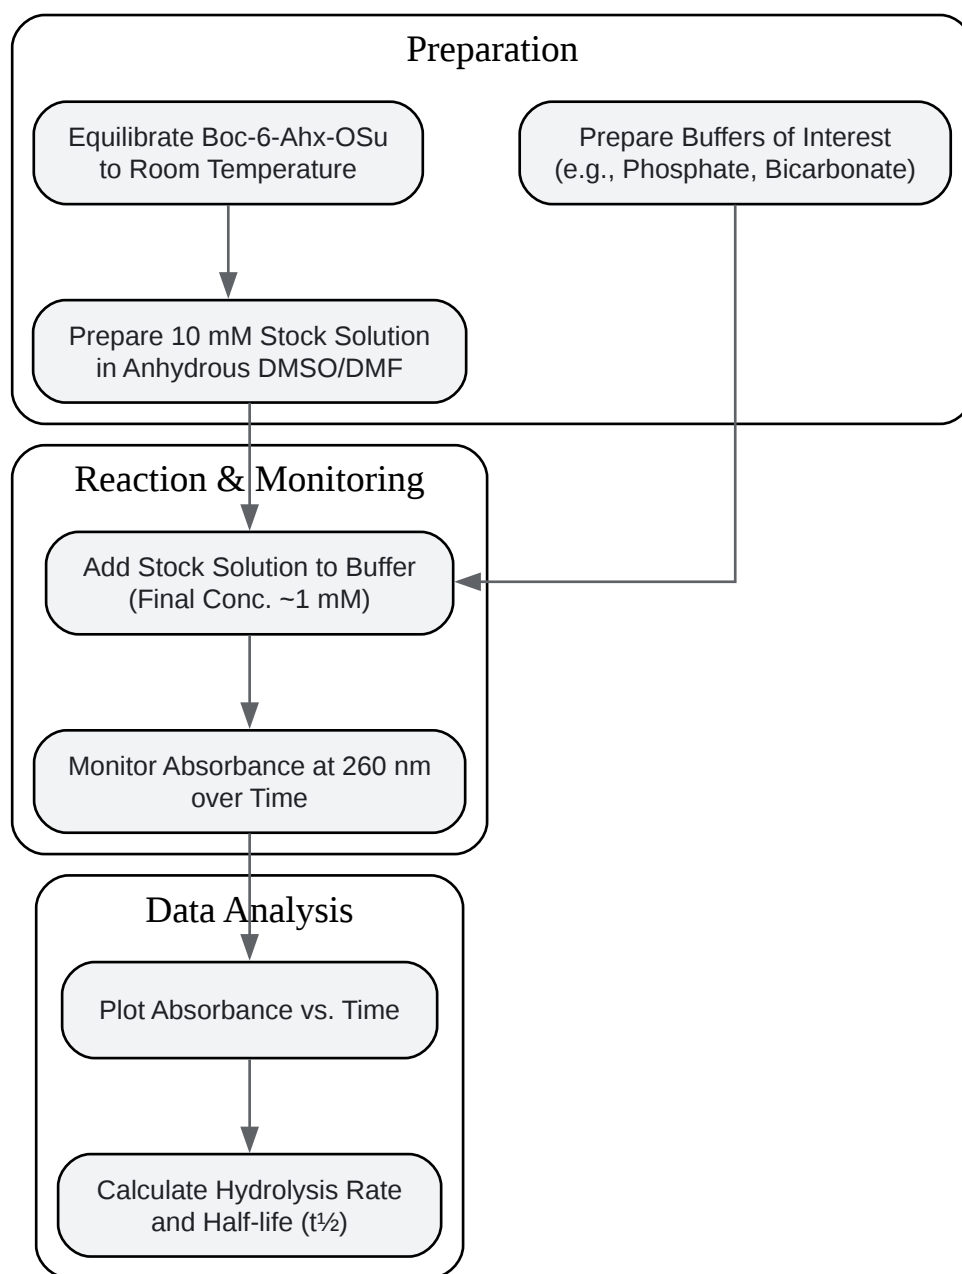 Preparation
Equilibrate Boc-6-Ahx-OSu
to Room Temperature
Prepare Buffers of Interest
(e.g., Phosphate, Bicarbonate)
Prepare 10 mM Stock Solution
in Anhydrous DMSO/DMF
Reaction & Monitoring
Add Stock Solution to Buffer
(Final Conc. ~1 mM)
Monitor Absorbance at 260 nm
over Time
Data Analysis
Plot Absorbance vs. Time
Calculate Hydrolysis Rate
and Half-life (t½)